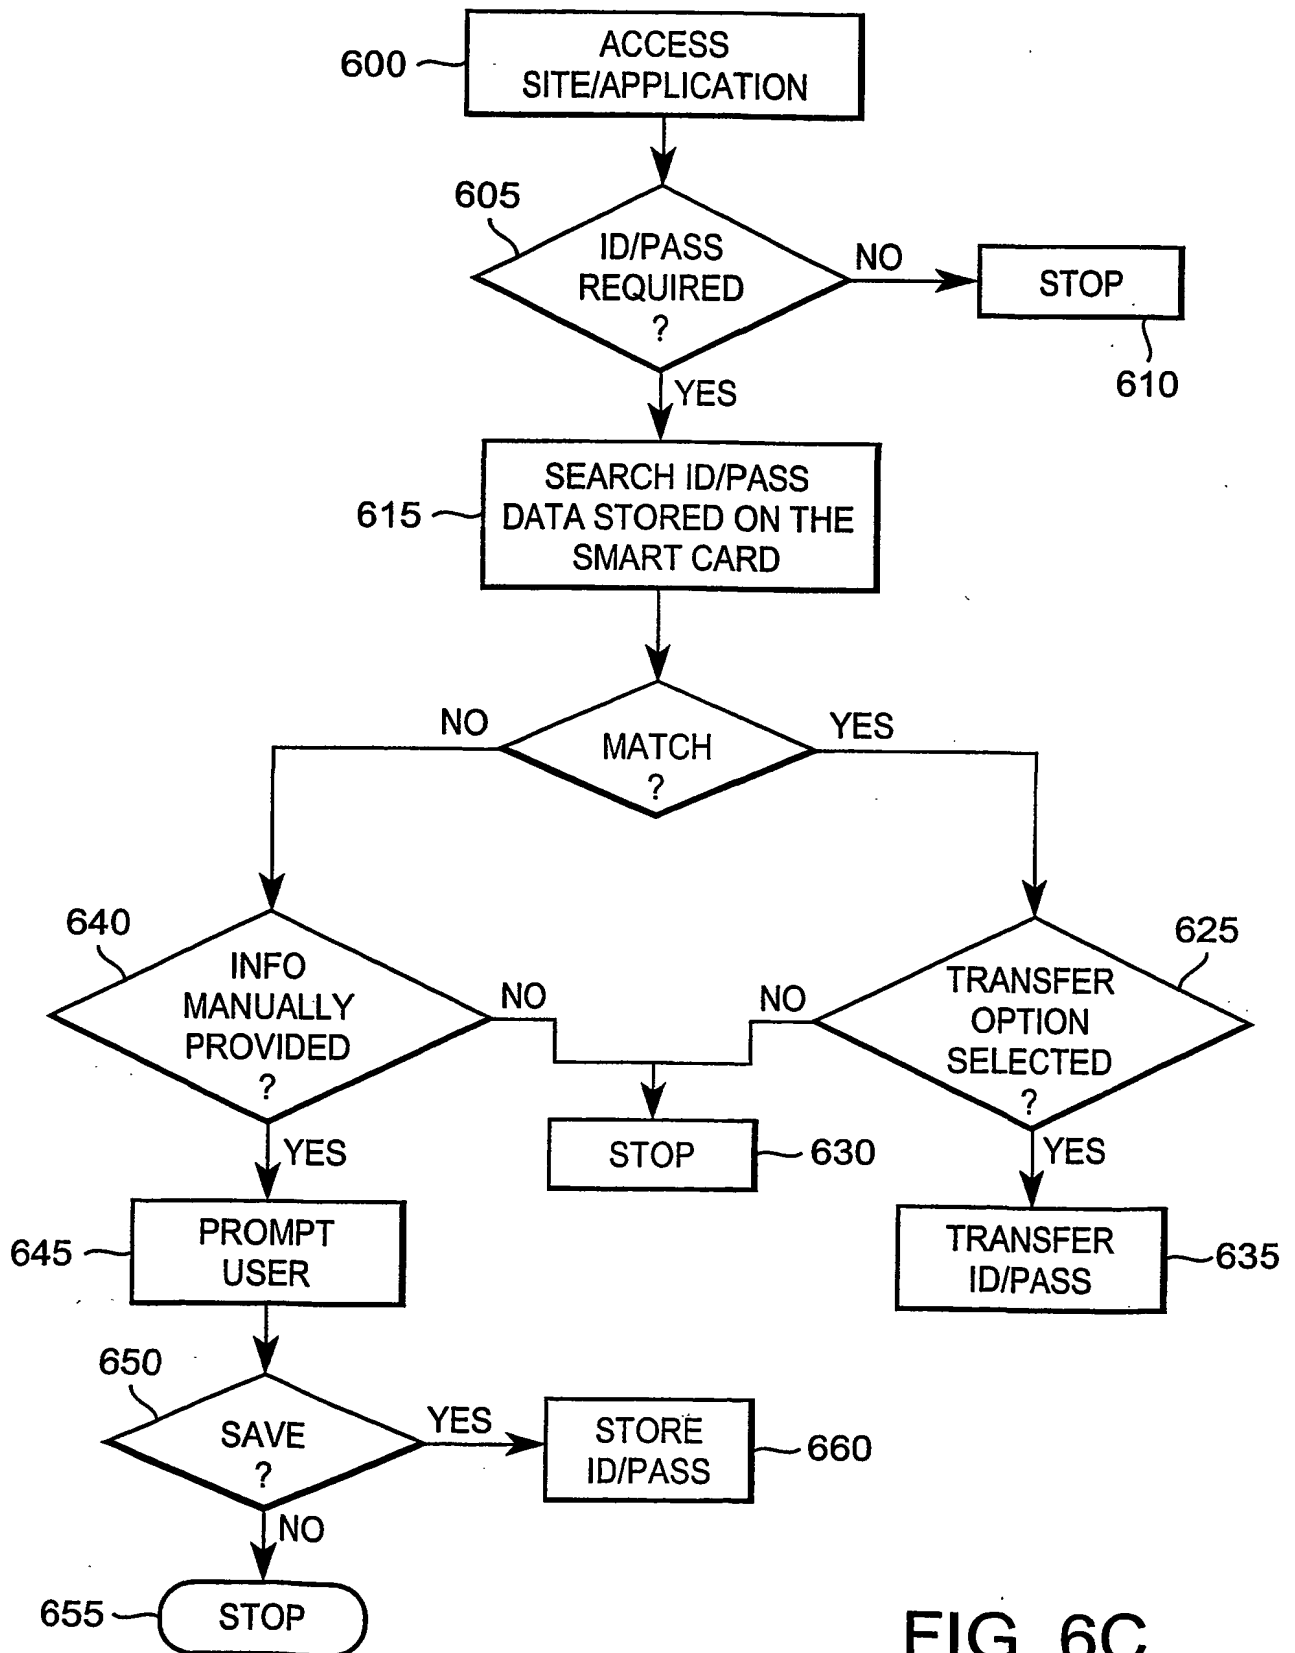 ACCESS
SITE/APPLICATION
600
605
ID/PASS
REQUIRED
?
NO
STOP
610
YES
SEARCH ID/PASS
DATA STORED ON THE
SMART CARD
615
NO
MATCH
?
YES
640
INFO
MANUALLY
PROVIDED
?
NO
NO
625
TRANSFER
OPTION
SELECTED
?
YES
STOP
630
YES
645
PROMPT
USER
TRANSFER
ID/PASS
635
650
SAVE
?
YES
STORE
ID/PASS
660
NO
655
STOP
FIG. 6C